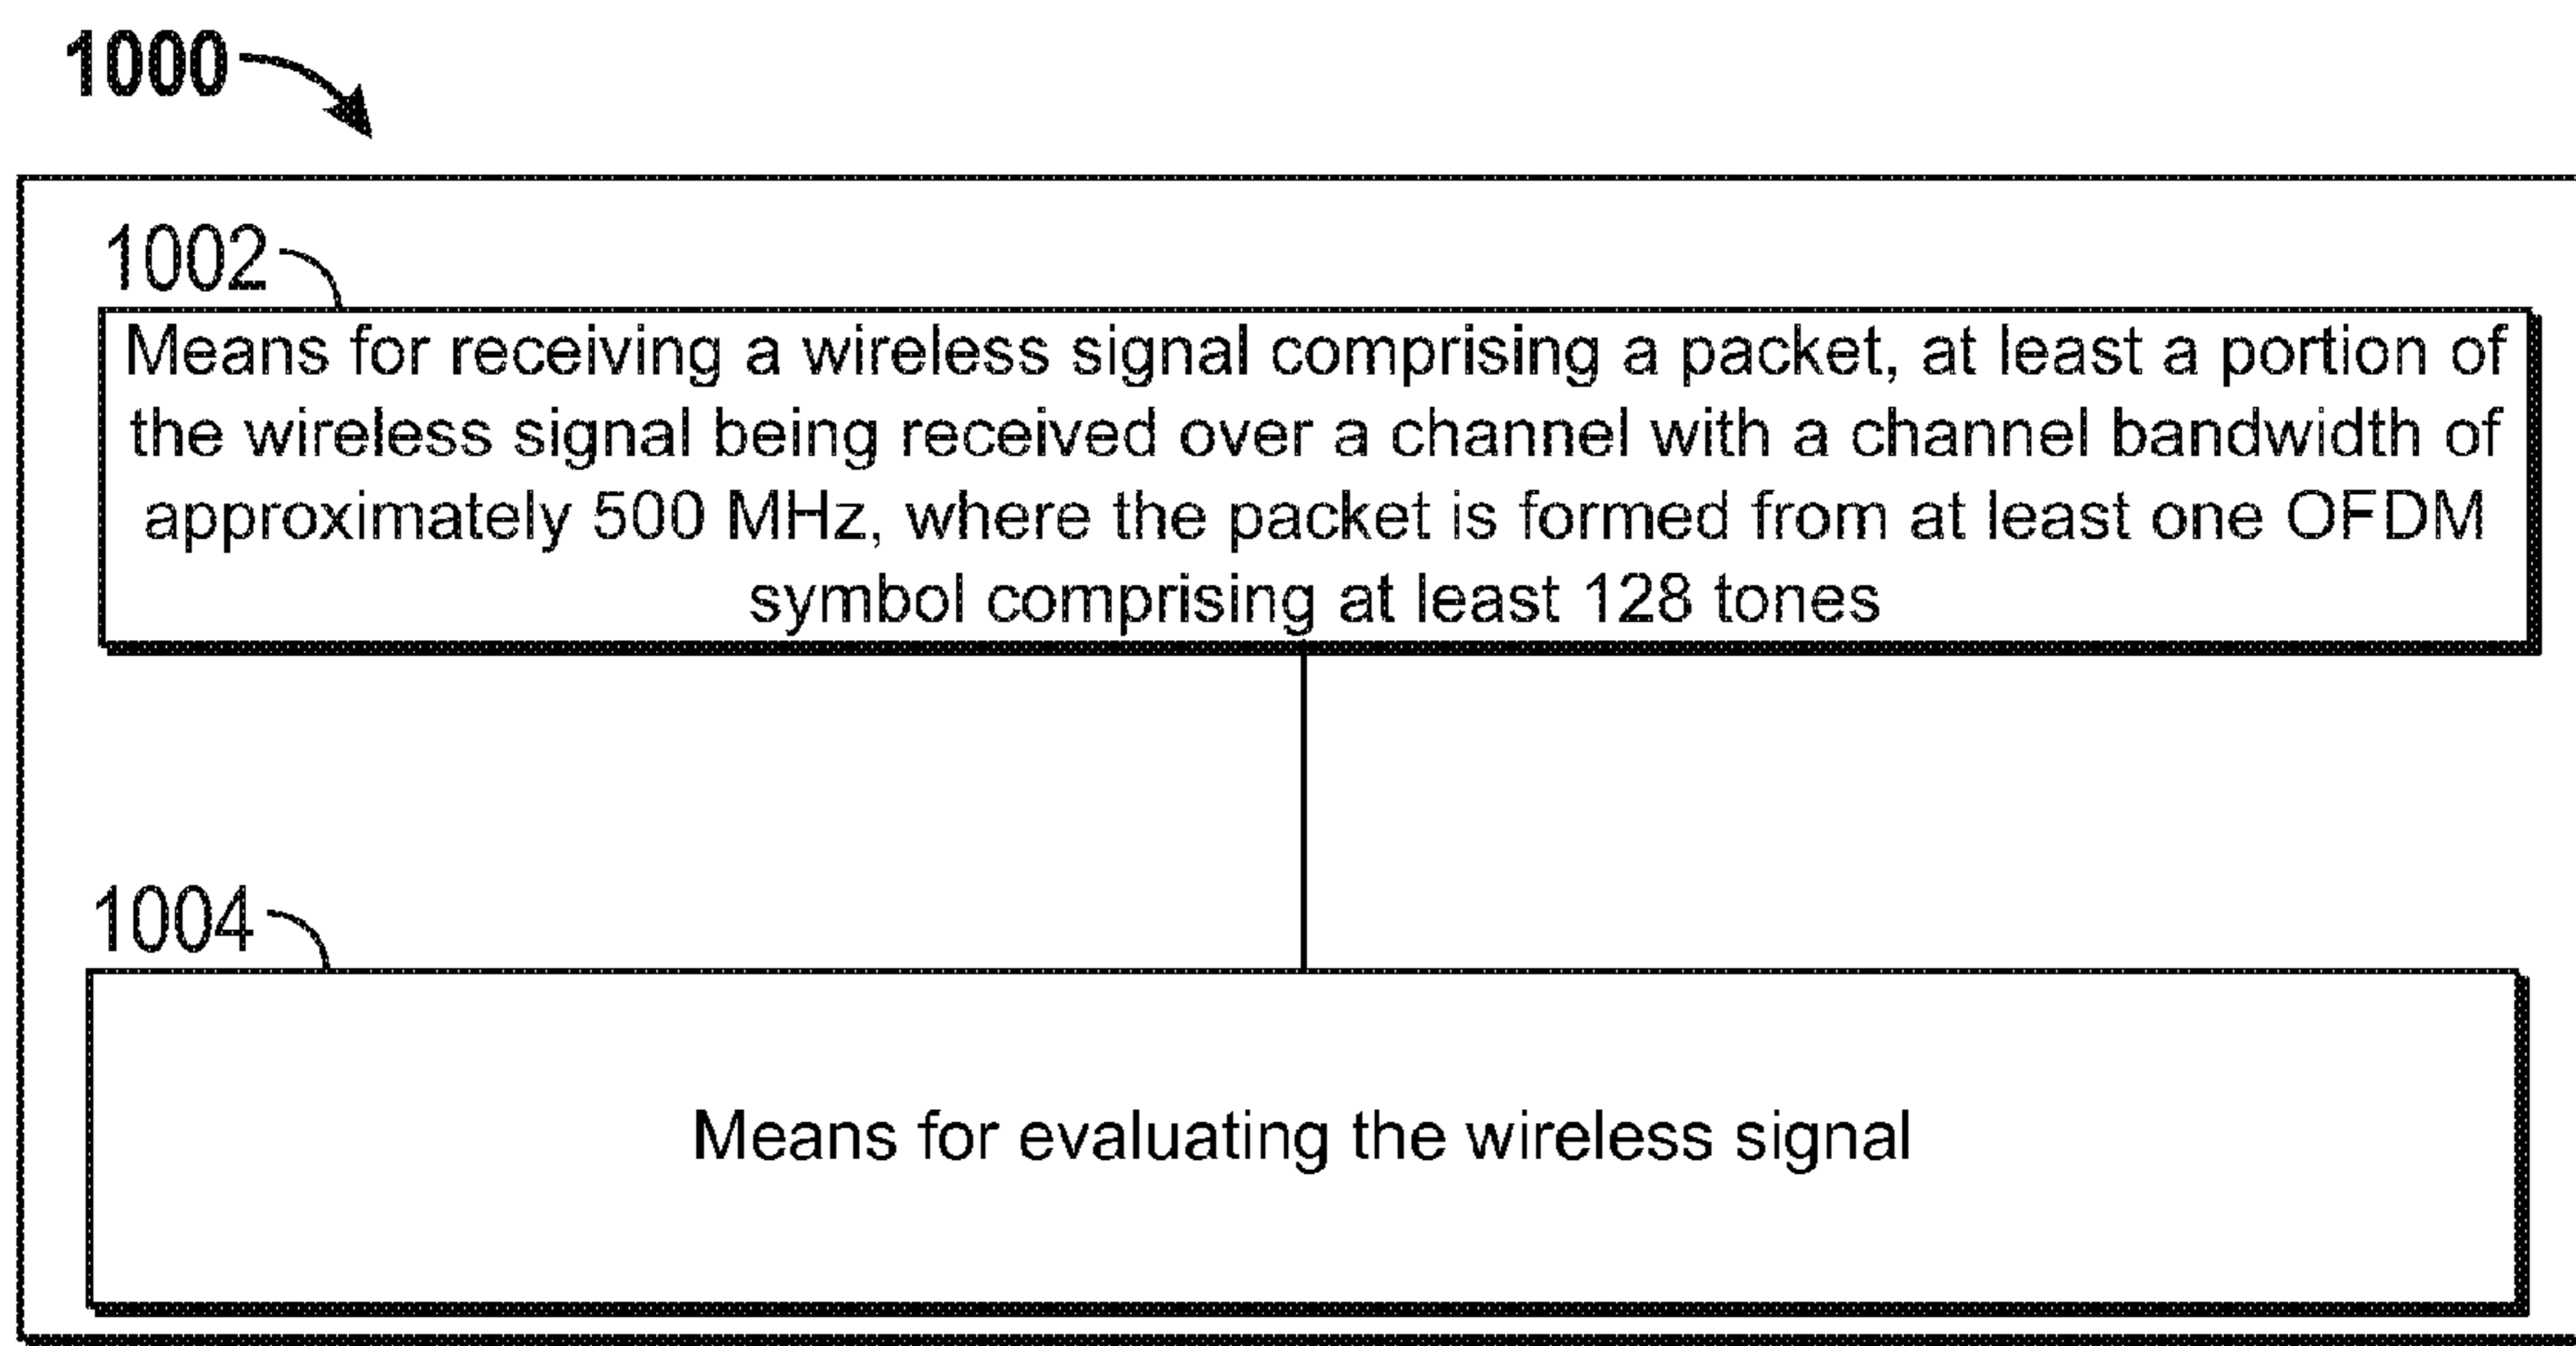 1000
1002
Means for receiving a wireless signal comprising a packet, at least a portion of
the wireless signal being received over a channel with a channel bandwidth of
approximately 500 MHz, where the packet is formed from at least one OFDM
symbol comprising at least 128 tones
1004
Means for evaluating the wireless signal